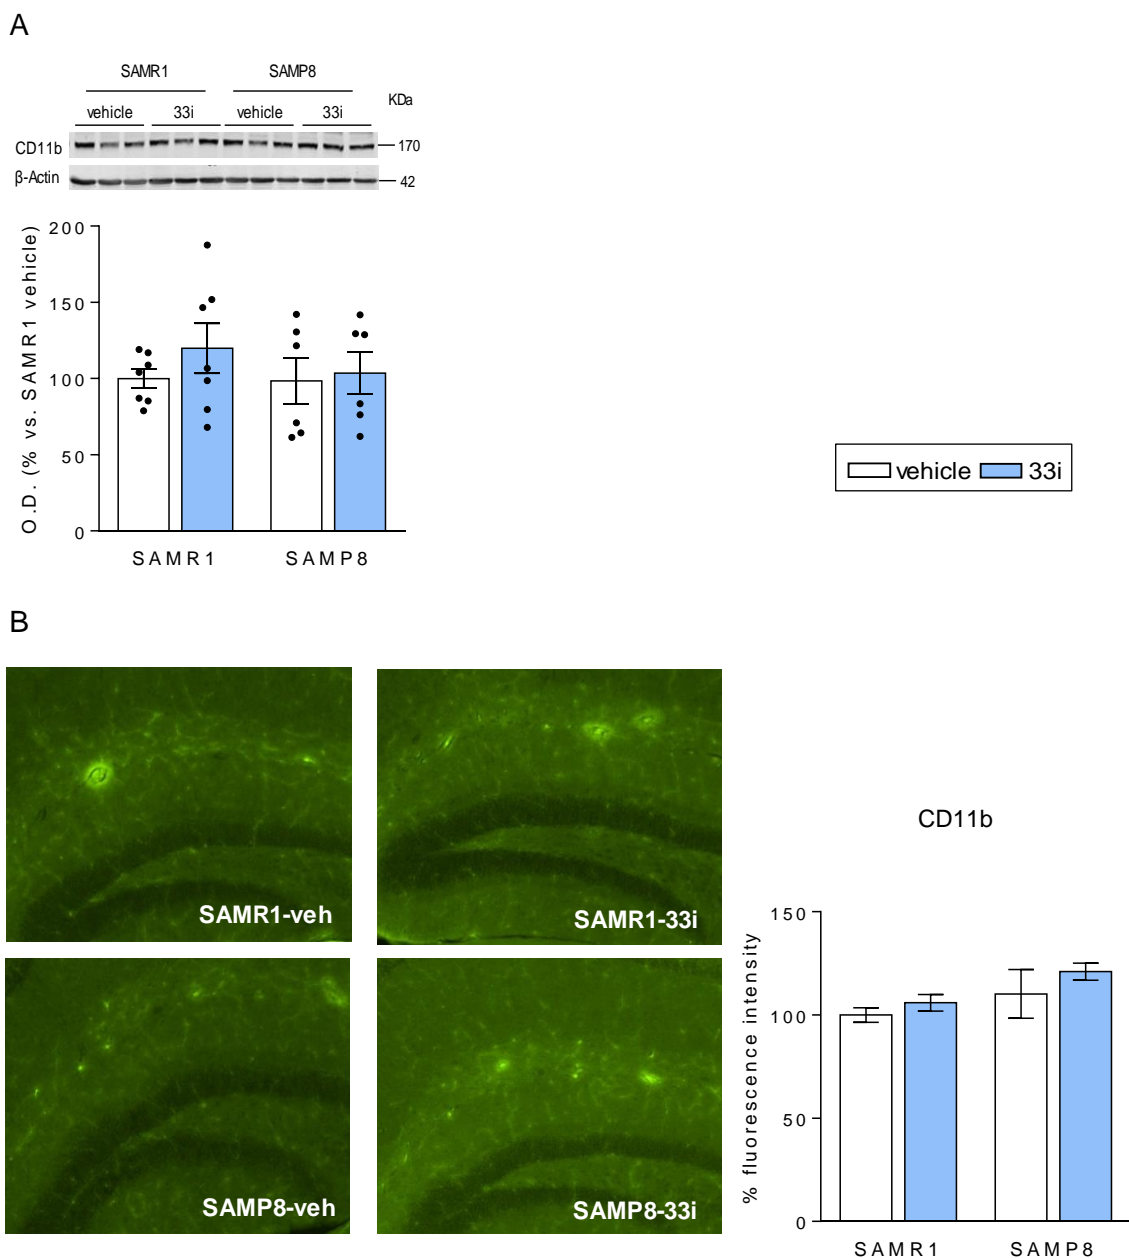 A
SAMR1 SAMP8
KDa
vehicle 33i vehicle 33i
CD11b 170
β-Actin 42
O.D. (% vs. SAMR1 vehicle)
200
150
100
50
0
SAMR1 SAMP8
vehicle 33i
B
SAMR1-veh
SAMR1-33i
SAMP8-veh
SAMP8-33i
CD11b
% fluorescence intensity
150
100
50
0
SAMR1 SAMP8